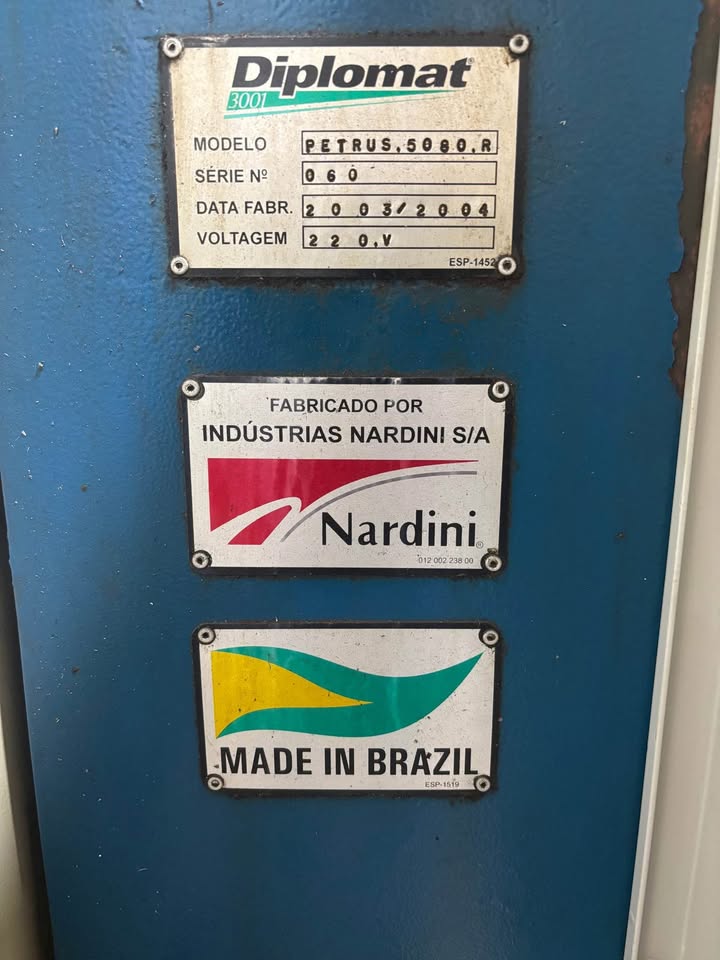 Diplomat®
3001
MODELO PETRUS.5080.R
SÉRIE Nº 060
DATA FABR. 2003/2004
VOLTAGEM 220.V
ESP-1452
FABRICADO POR
INDÚSTRIAS NARDINI S/A
Nardini®
012 002 238 00
MADE IN BRAZIL
ESP-1519